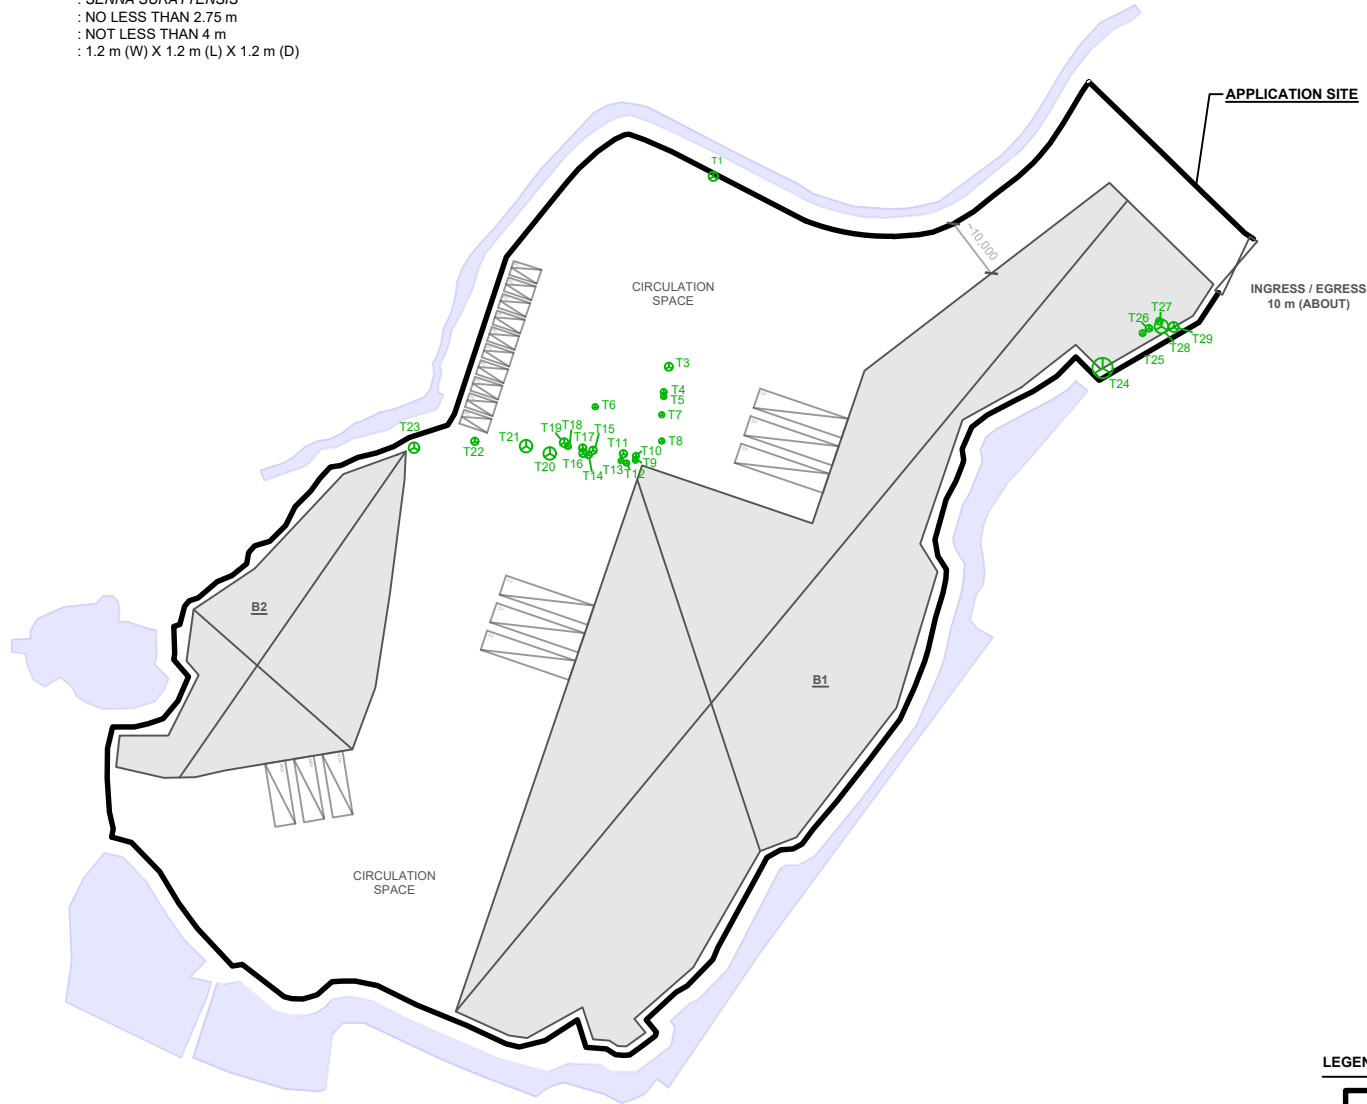 : SENNA SURATTENSIS
: NO LESS THAN 2.75 m
: NOT LESS THAN 4 m
: 1.2 m (W) X 1.2 m (L) X 1.2 m (D)
APPLICATION SITE
T1
~10,000
CIRCULATION
SPACE
INGRESS / EGRESS
10 m (ABOUT)
T27
T26
T29
T28
T25
T24
T3
T4
T5
T6
T7
T8
T23
T22
T21
T20
T19
T18
T17
T15
T16
T14
T11
T10
T9
T13
T12
B2
B1
CIRCULATION
SPACE
LEGEN